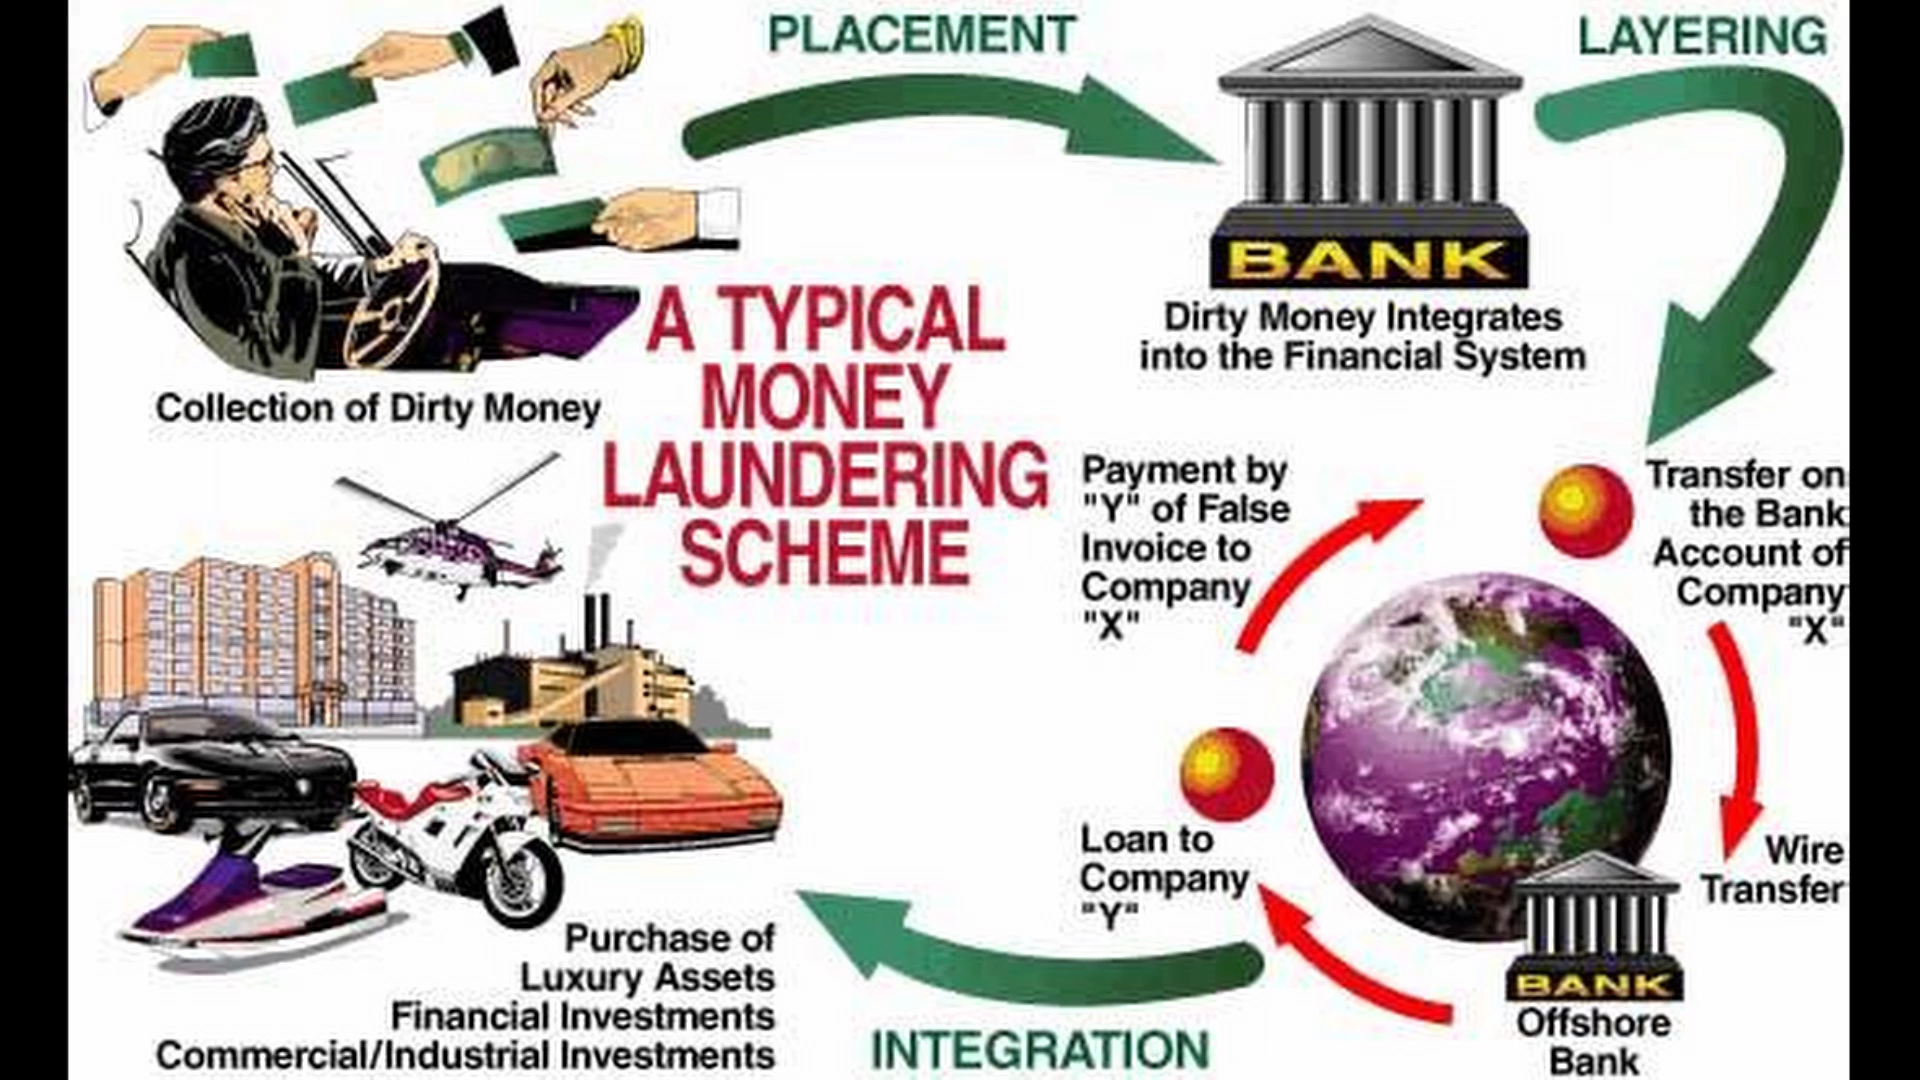 PLACEMENT
LAYERING
BANK
Dirty Money Integrates
into the Financial System
Collection of Dirty Money
A TYPICAL
MONEY
LAUNDERING
SCHEME
Payment by
"Y" of False
Invoice to
Company
"X"
Transfer on
the Bank
Account of
Company
"X"
Wire
Transfer
Loan to
Company
"Y"
BANK
Offshore
Bank
Purchase of
Luxury Assets
Financial Investments
Commercial/Industrial Investments
INTEGRATION